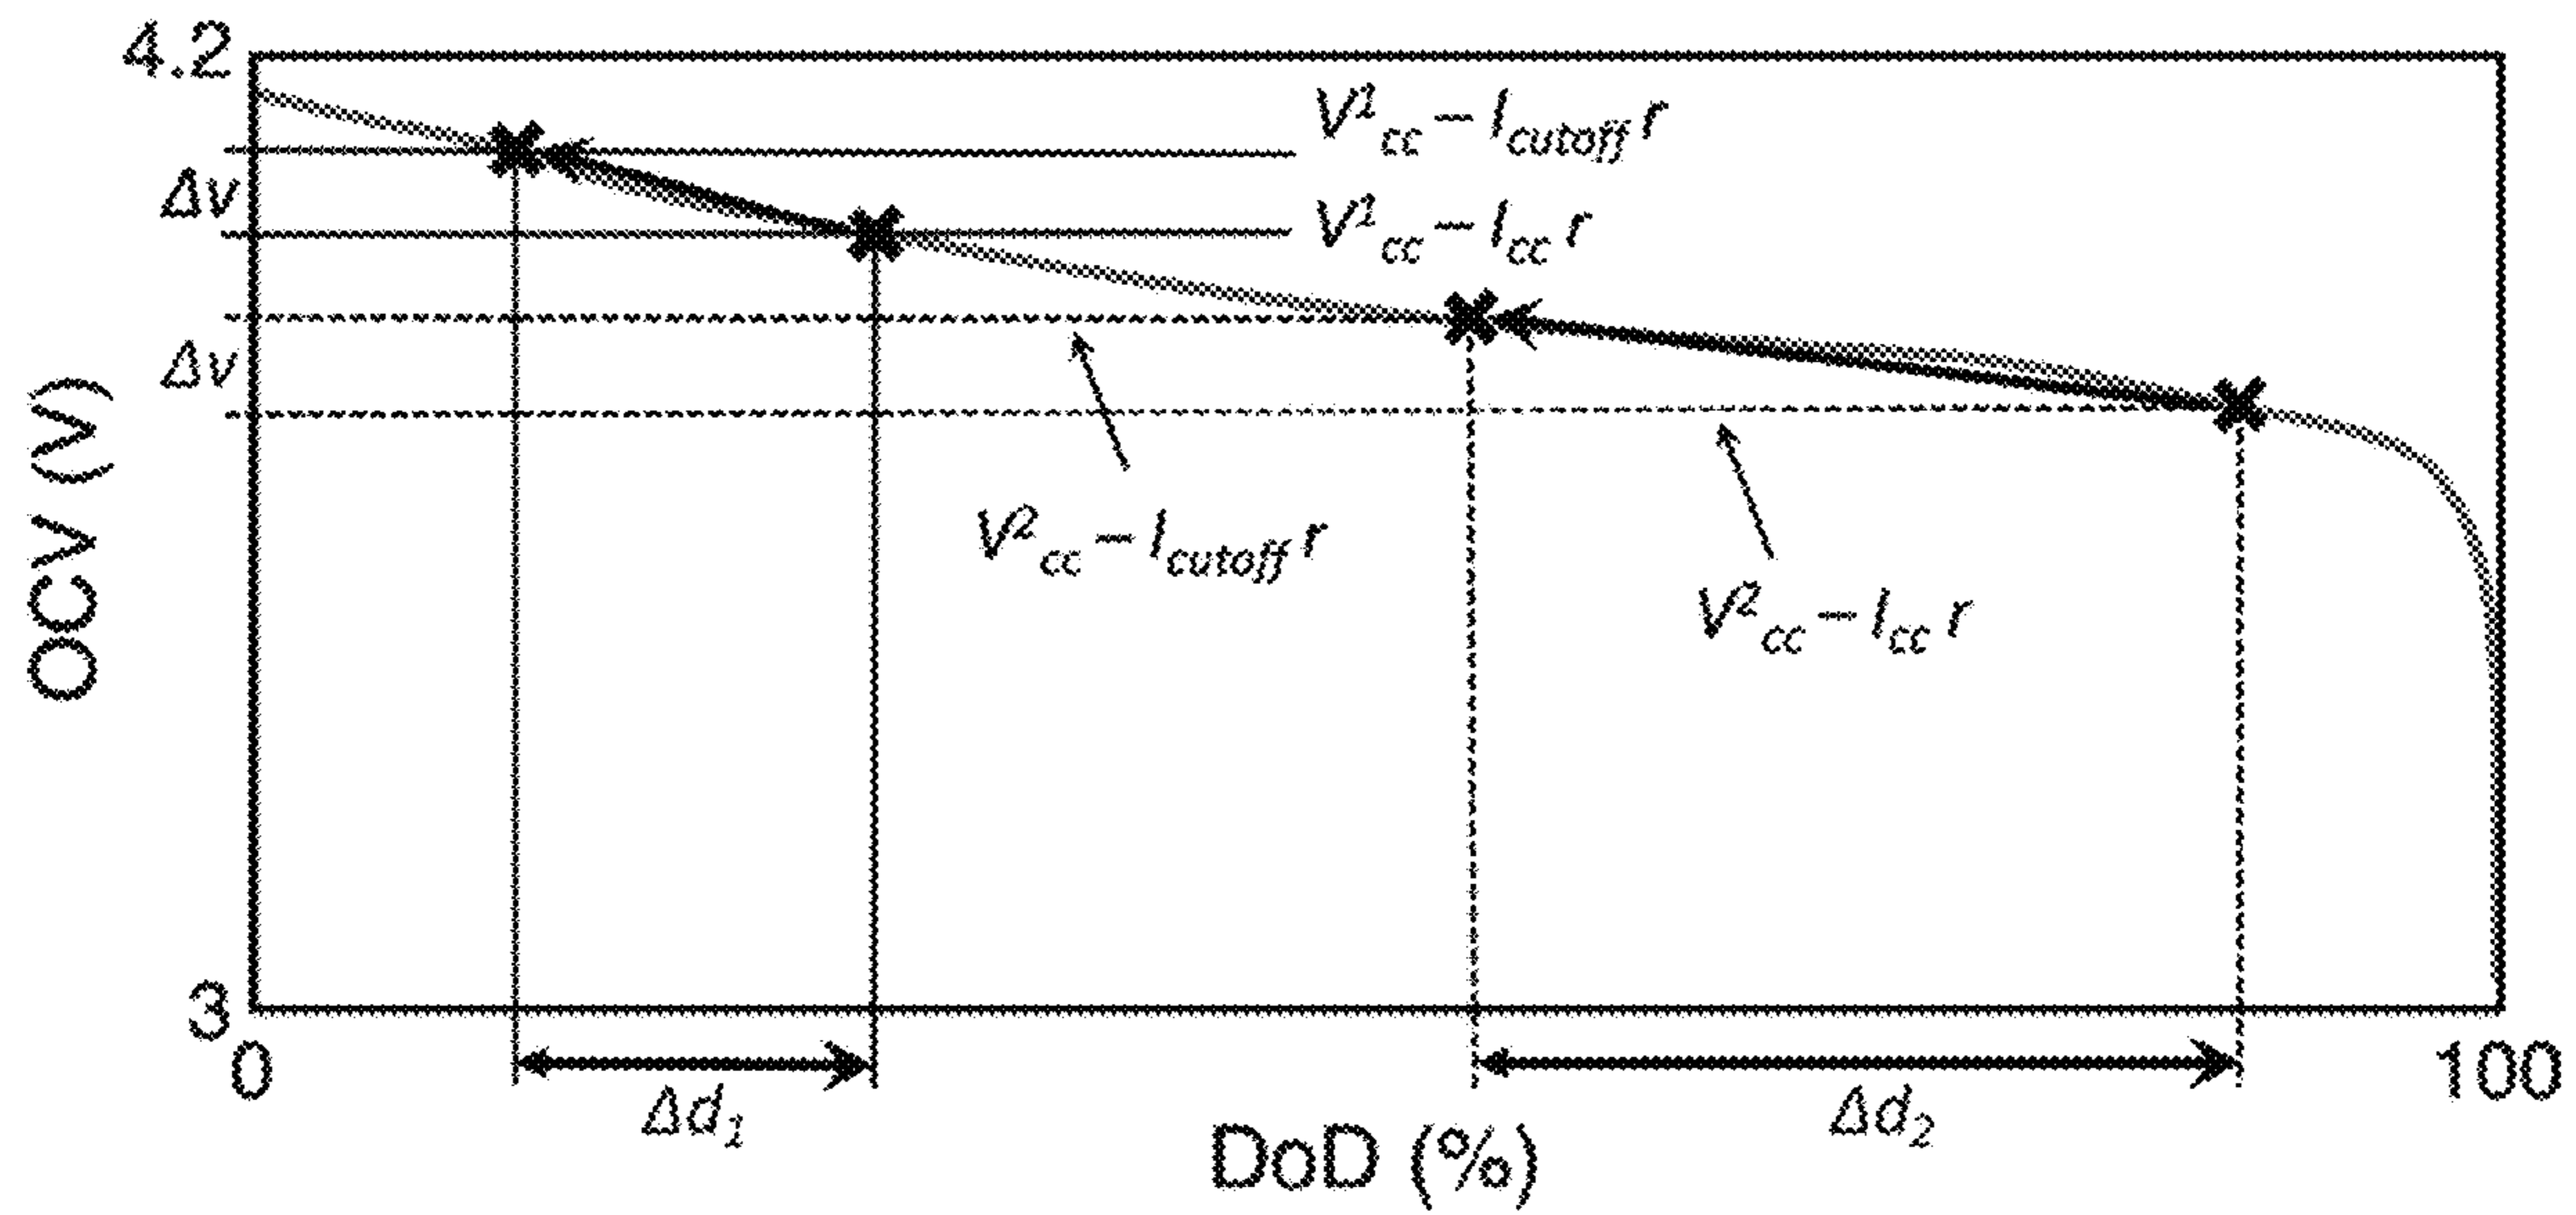 4.2
V¹cc – Icutoff r
Δv
V¹cc – Icc r
Δv
OCV (V)
V²cc – Icutoff r
V²cc – Icc r
3
0
100
Δd₁
Δd₂
DoD (%)